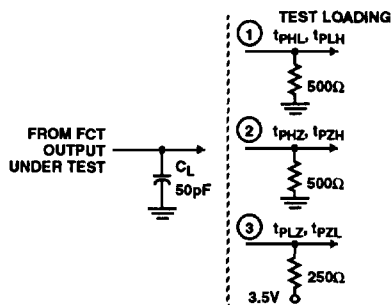 TEST LOADING
1
tPHL, tPLH
500Ω
FROM FCT
OUTPUT
UNDER TEST
CL
50pF
2
tPHZ, tPZH
500Ω
3
tPLZ, tPZL
250Ω
3.5V